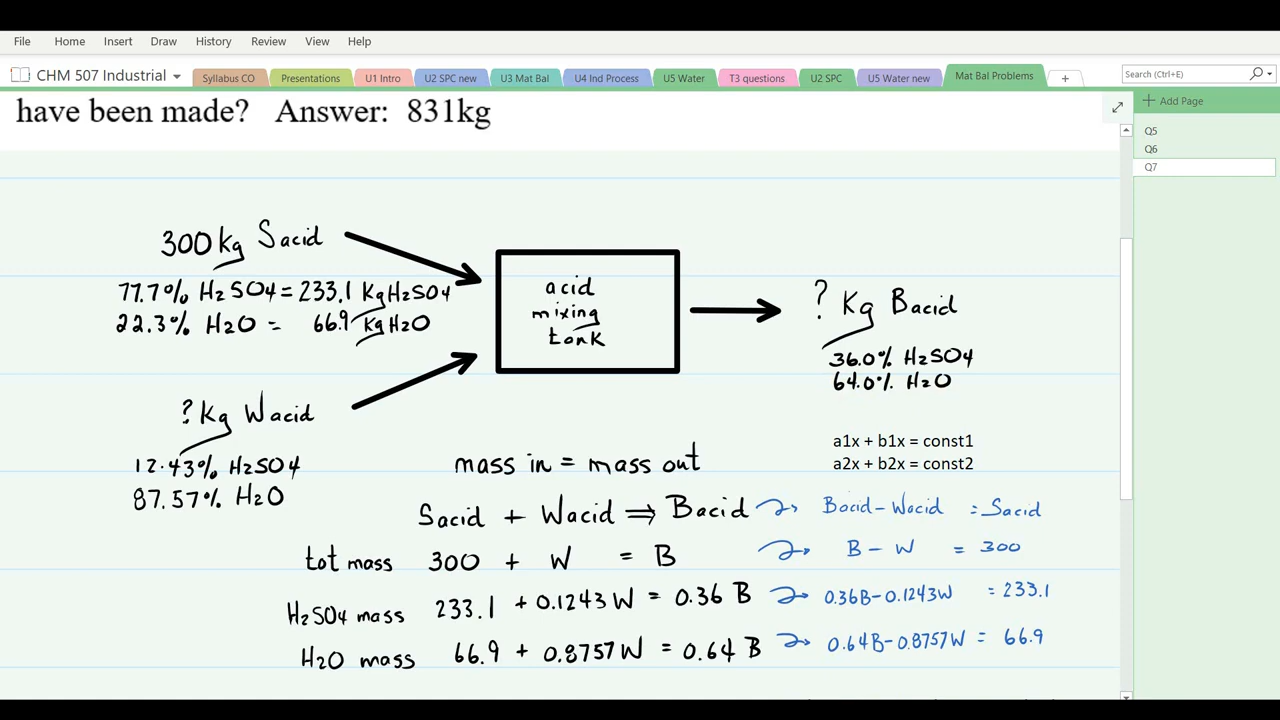 File Home Insert Draw History Review View Help
CHM 507 Industrial Syllabus CO Presentations U1 Intro U2 SPC new U3 Mat Bal U4 Ind Process U5 Water T3 questions U2 SPC U5 Water new Mat Bal Problems + Search (Ctrl+E)
have been made? Answer: 831kg
+ Add Page
Q5
Q6
Q7
300kg Sacid
77.7% H2SO4 = 233.1 KgH2SO4
22.3% H2O = 66.9 KgH2O
acid
mixing
tank
? Kg Bacid
36.0% H2SO4
64.0% H2O
? Kg Wacid
12.43% H2SO4
87.57% H2O
a1x + b1x = const1
a2x + b2x = const2
mass in = mass out
Sacid + Wacid ⇒ Bacid Bacid - Wacid = Sacid
tot mass 300 + W = B B - W = 300
H2SO4 mass 233.1 + 0.1243W = 0.36 B 0.36B - 0.1243W = 233.1
H2O mass 66.9 + 0.8757W = 0.64 B 0.64B - 0.8757W = 66.9